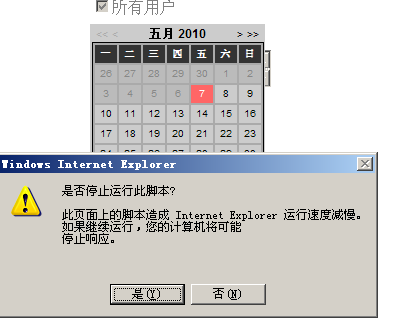 所有用户
<< < 五月 2010 > >>
一 二 三 四 五 六 日
26 27 28 29 30 1 2
3 4 5 6 7 8 9
10 11 12 13 14 15 16
17 18 19 20 21 22 23
Windows Internet Explorer
是否停止运行此脚本?
此页面上的脚本造成 Internet Explorer 运行速度减慢。
如果继续运行，您的计算机将可能
停止响应。
是(Y) 否(N)